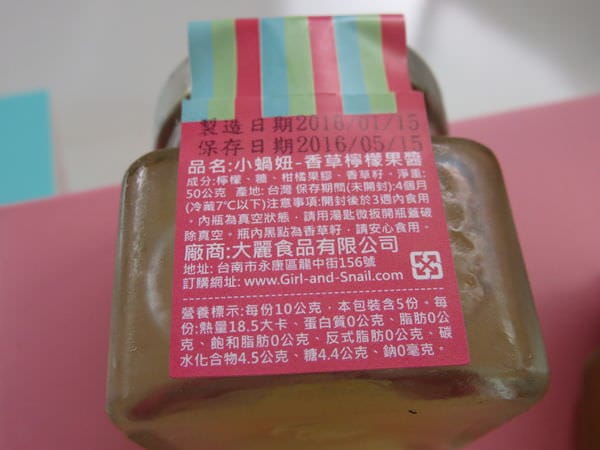 製造日期2016/01/15
保存日期2016/05/15
品名:小蝸妞-香草檸檬果醬
成分:檸檬、糖、柑橘果膠、香草籽,淨重:
50公克 產地:台灣 保存期間(未開封):4個月
(冷藏7℃以下)注意事項:開封後於3週內食用
。內瓶為真空狀態,請用湯匙微扳開瓶蓋破
除真空。瓶內黑點為香草籽,請安心食用。
廠商:大麗食品有限公司
地址:台南市永康區龍中街156號
訂購網址:www.Girl-and-Snail.com
營養標示:每份10公克,本包裝含5份。每
份:熱量18.5大卡、蛋白質0公克、脂肪0公
克、飽和脂肪0公克、反式脂肪0公克、碳
水化合物4.5公克、糖4.4公克、鈉0毫克。